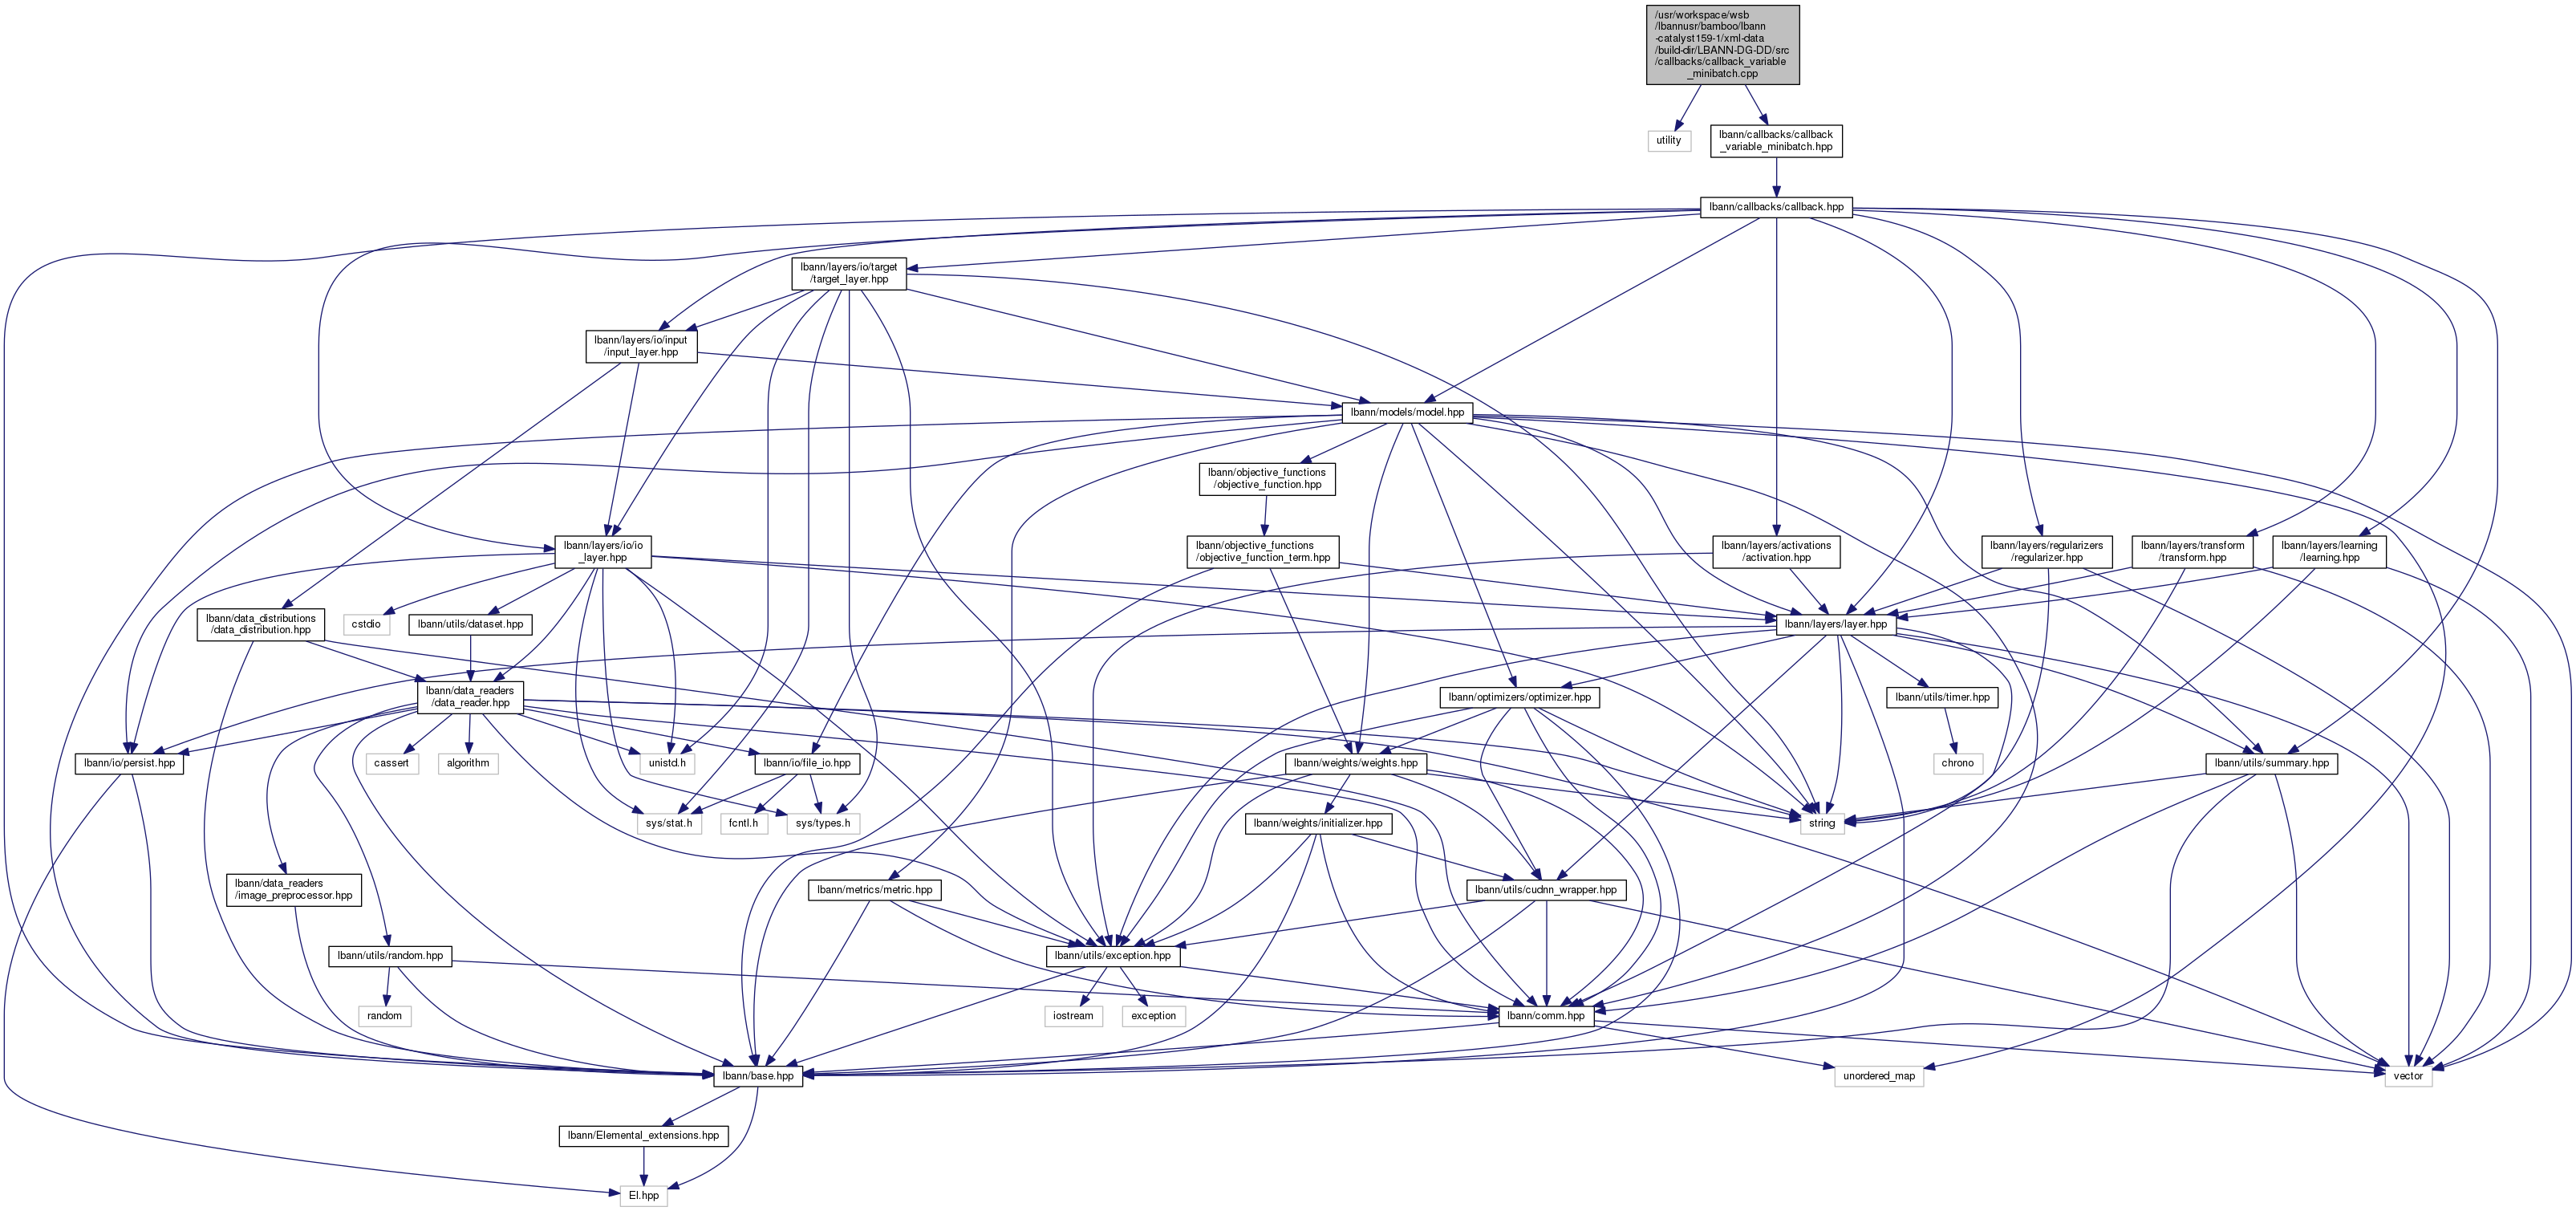 /usr/workspace/wsb
/lbannusr/bamboo/lbann
-catalyst159-1/xml-data
/build-dir/LBANN-DG-DD/src
/callbacks/callback_variable
_minibatch.cpp
utility
lbann/callbacks/callback
_variable_minibatch.hpp
lbann/callbacks/callback.hpp
lbann/layers/io/target
/target_layer.hpp
lbann/layers/io/input
/input_layer.hpp
lbann/models/model.hpp
lbann/objective_functions
/objective_function.hpp
lbann/layers/io/io
_layer.hpp
lbann/objective_functions
/objective_function_term.hpp
lbann/layers/activations
/activation.hpp
lbann/layers/regularizers
/regularizer.hpp
lbann/layers/transform
/transform.hpp
lbann/layers/learning
/learning.hpp
lbann/data_distributions
/data_distribution.hpp
cstdio
lbann/utils/dataset.hpp
lbann/layers/layer.hpp
lbann/data_readers
/data_reader.hpp
lbann/optimizers/optimizer.hpp
lbann/utils/timer.hpp
lbann/io/persist.hpp
cassert
algorithm
unistd.h
lbann/io/file_io.hpp
lbann/weights/weights.hpp
chrono
lbann/utils/summary.hpp
sys/stat.h
fcntl.h
sys/types.h
lbann/weights/initializer.hpp
string
lbann/data_readers
/image_preprocessor.hpp
lbann/metrics/metric.hpp
lbann/utils/cudnn_wrapper.hpp
lbann/utils/random.hpp
lbann/utils/exception.hpp
random
iostream
exception
lbann/comm.hpp
lbann/base.hpp
unordered_map
vector
lbann/Elemental_extensions.hpp
El.hpp